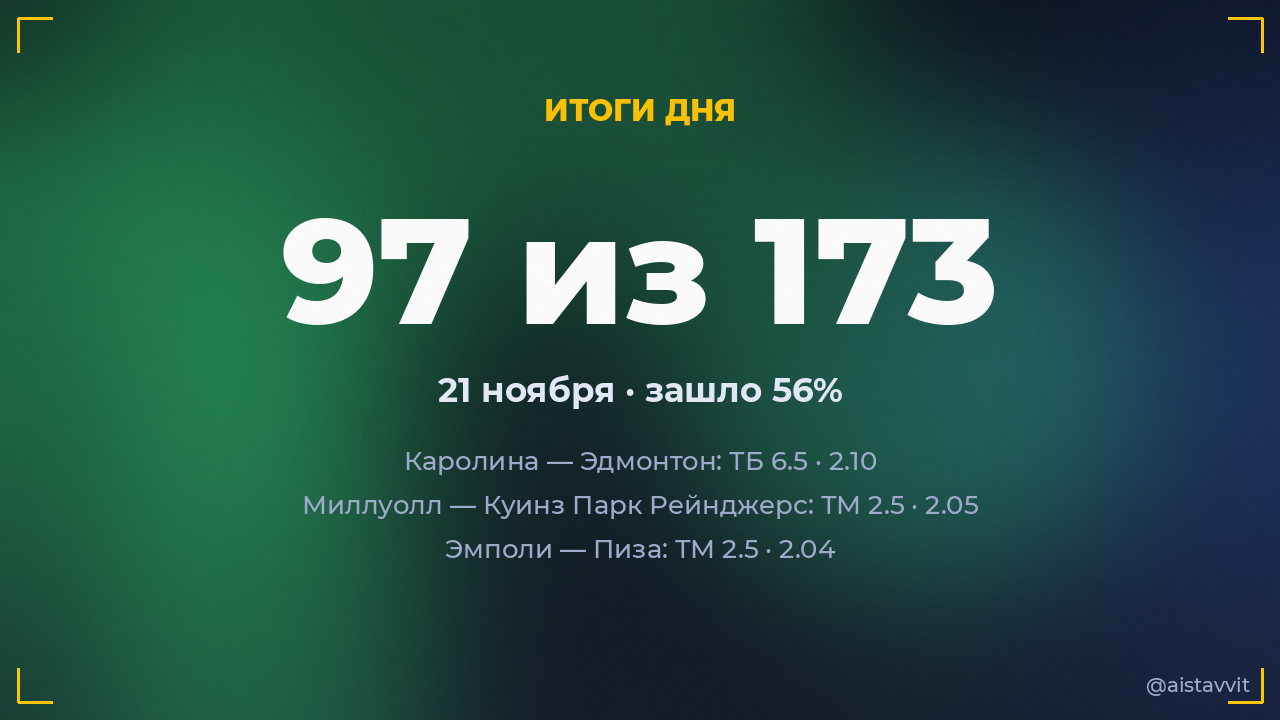 ИТОГИ ДНЯ
97 из 173
21 ноября · зашло 56%
Каролина — Эдмонтон: ТБ 6.5 · 2.10
Миллуолл — Куинз Парк Рейнджерс: ТМ 2.5 · 2.05
Эмполи — Пиза: ТМ 2.5 · 2.04
@aistavvit